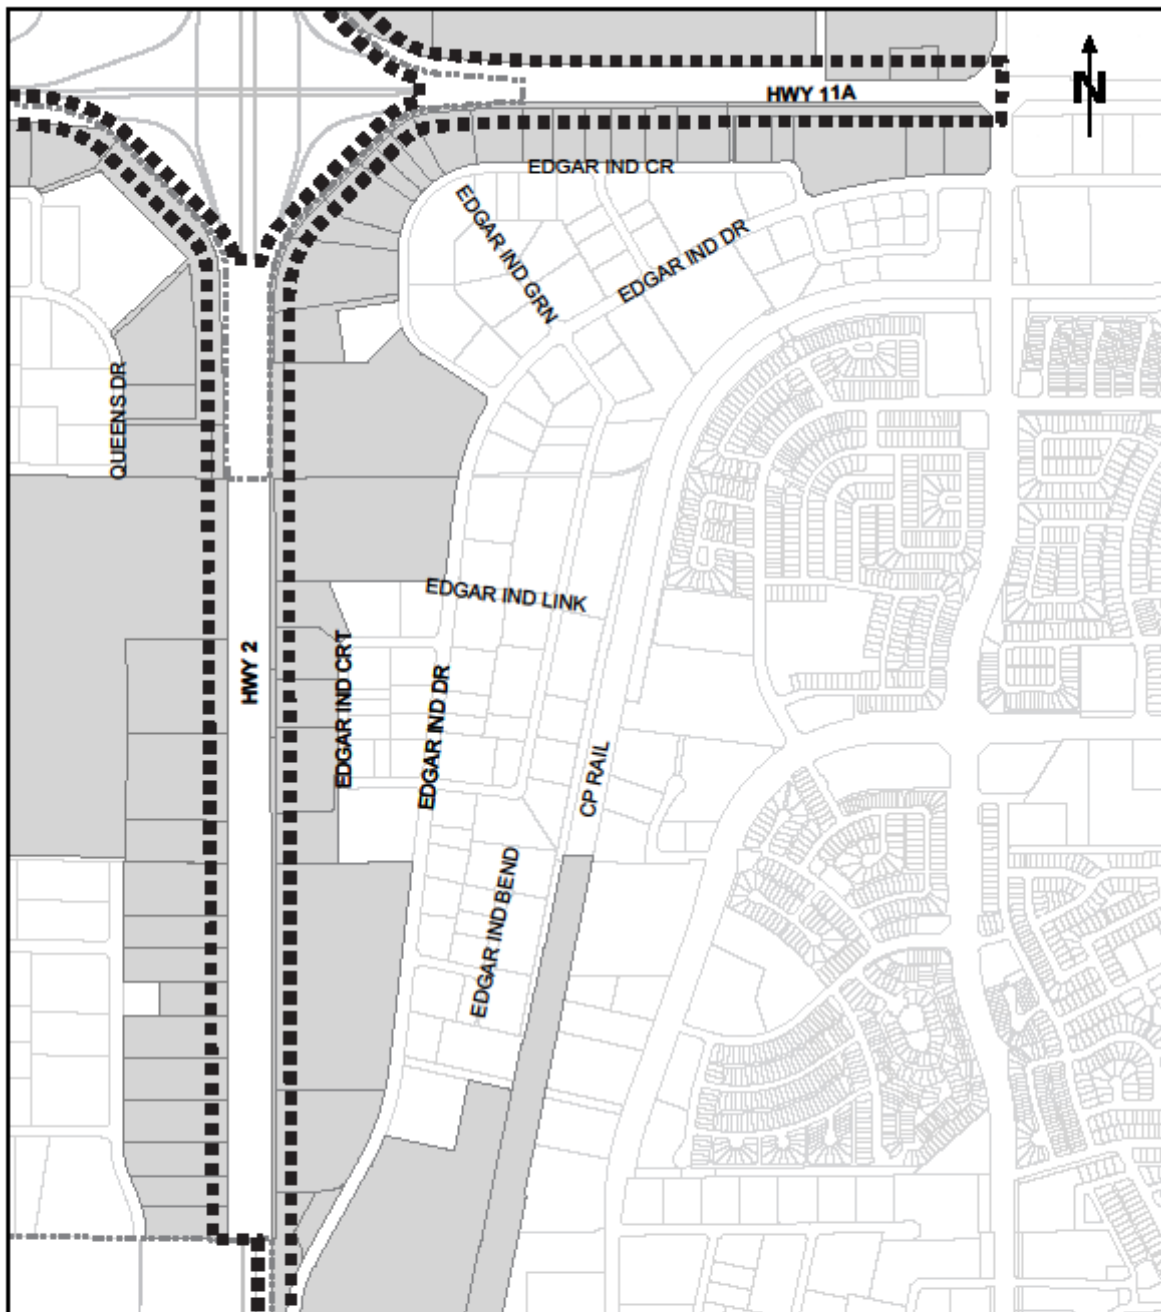 N
HWY 11A
EDGAR IND CR
EDGAR IND GRN
EDGAR IND DR
QUEENS DR
EDGAR IND LINK
HWY 2
EDGAR IND CRT
EDGAR IND DR
CP RAIL
EDGAR IND BEND